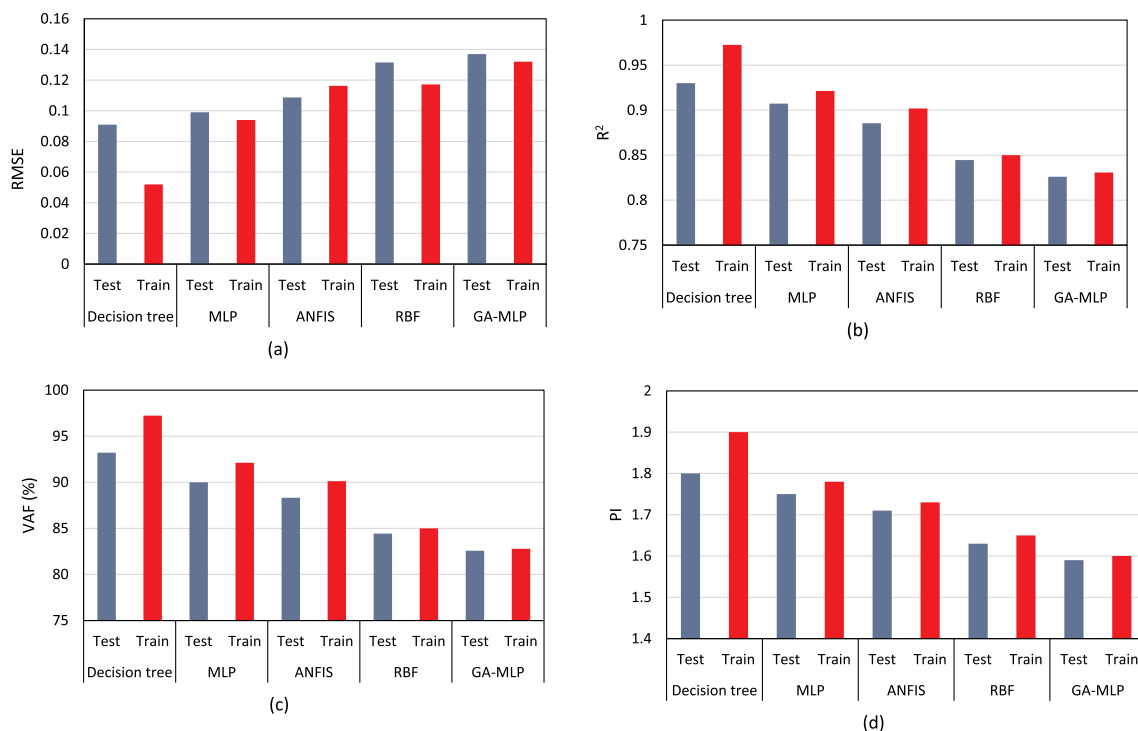 0.16
0.14
0.12
0.1
0.08
0.06
0.04
0.02
0
RMSE
Test Train Test Train Test Train Test Train Test Train
Decision tree MLP ANFIS RBF GA-MLP
(a)
1
0.95
0.9
0.85
0.8
0.75
R²
Test Train Test Train Test Train Test Train Test Train
Decision tree MLP ANFIS RBF GA-MLP
(b)
100
95
90
85
80
75
VAF (%)
Test Train Test Train Test Train Test Train Test Train
Decision tree MLP ANFIS RBF GA-MLP
(c)
2
1.9
1.8
1.7
1.6
1.5
1.4
PI
Test Train Test Train Test Train Test Train Test Train
Decision tree MLP ANFIS RBF GA-MLP
(d)